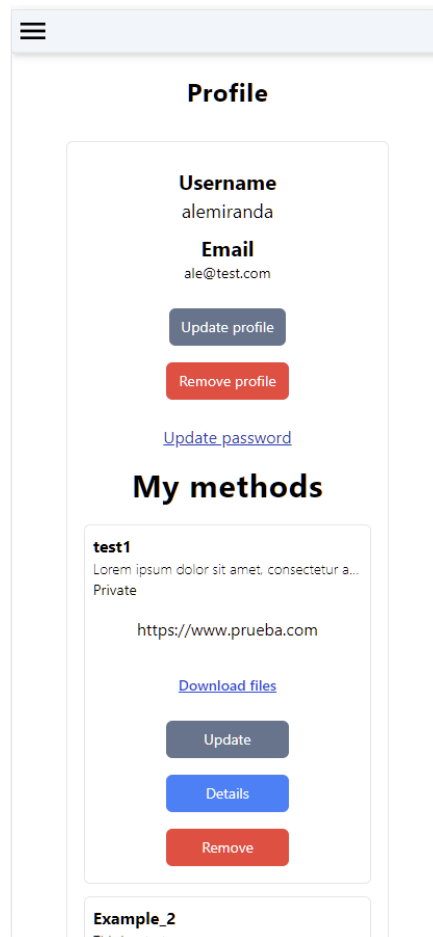 Profile
Username
alemiranda
Email
ale@test.com
Update profile
Remove profile
Update password
My methods
test1
Lorem ipsum dolor sit amet, consectetur a...
Private
https://www.prueba.com
Download files
Update
Details
Remove
Example_2